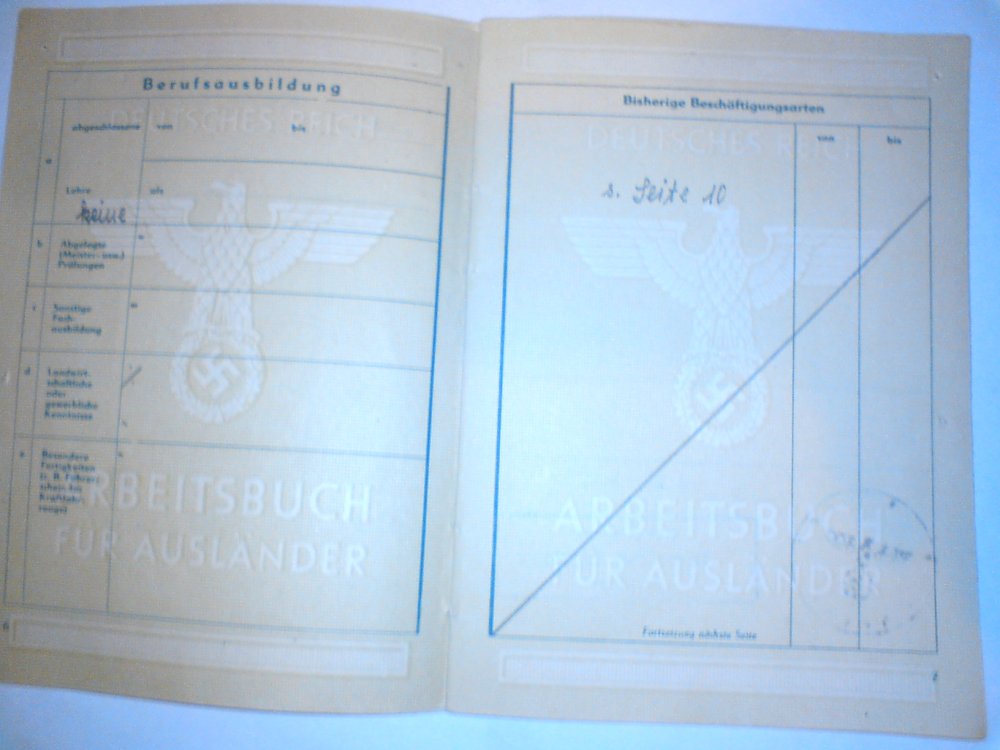 Berufsausbildung
DEUTSCHES REICH
abgeschlossene von bis
a
Lehre als
keine
b Abgelegte
(Meister- usw.)
Prüfungen
c Sonstige
Fach-
ausbildung
d Landwirt-
schaftliche
oder
gewerbliche
Kenntnisse
e Besondere
Fertigkeiten
(z. B. Führer-
schein für
Kraftfahr-
zeuge)
ARBEITSBUCH
FÜR AUSLÄNDER
6
Bisherige Beschäftigungsarten
von bis
DEUTSCHES REICH
s. Seite 10
ARBEITSBUCH
FÜR AUSLÄNDER
Fortsetzung nächste Seite
7